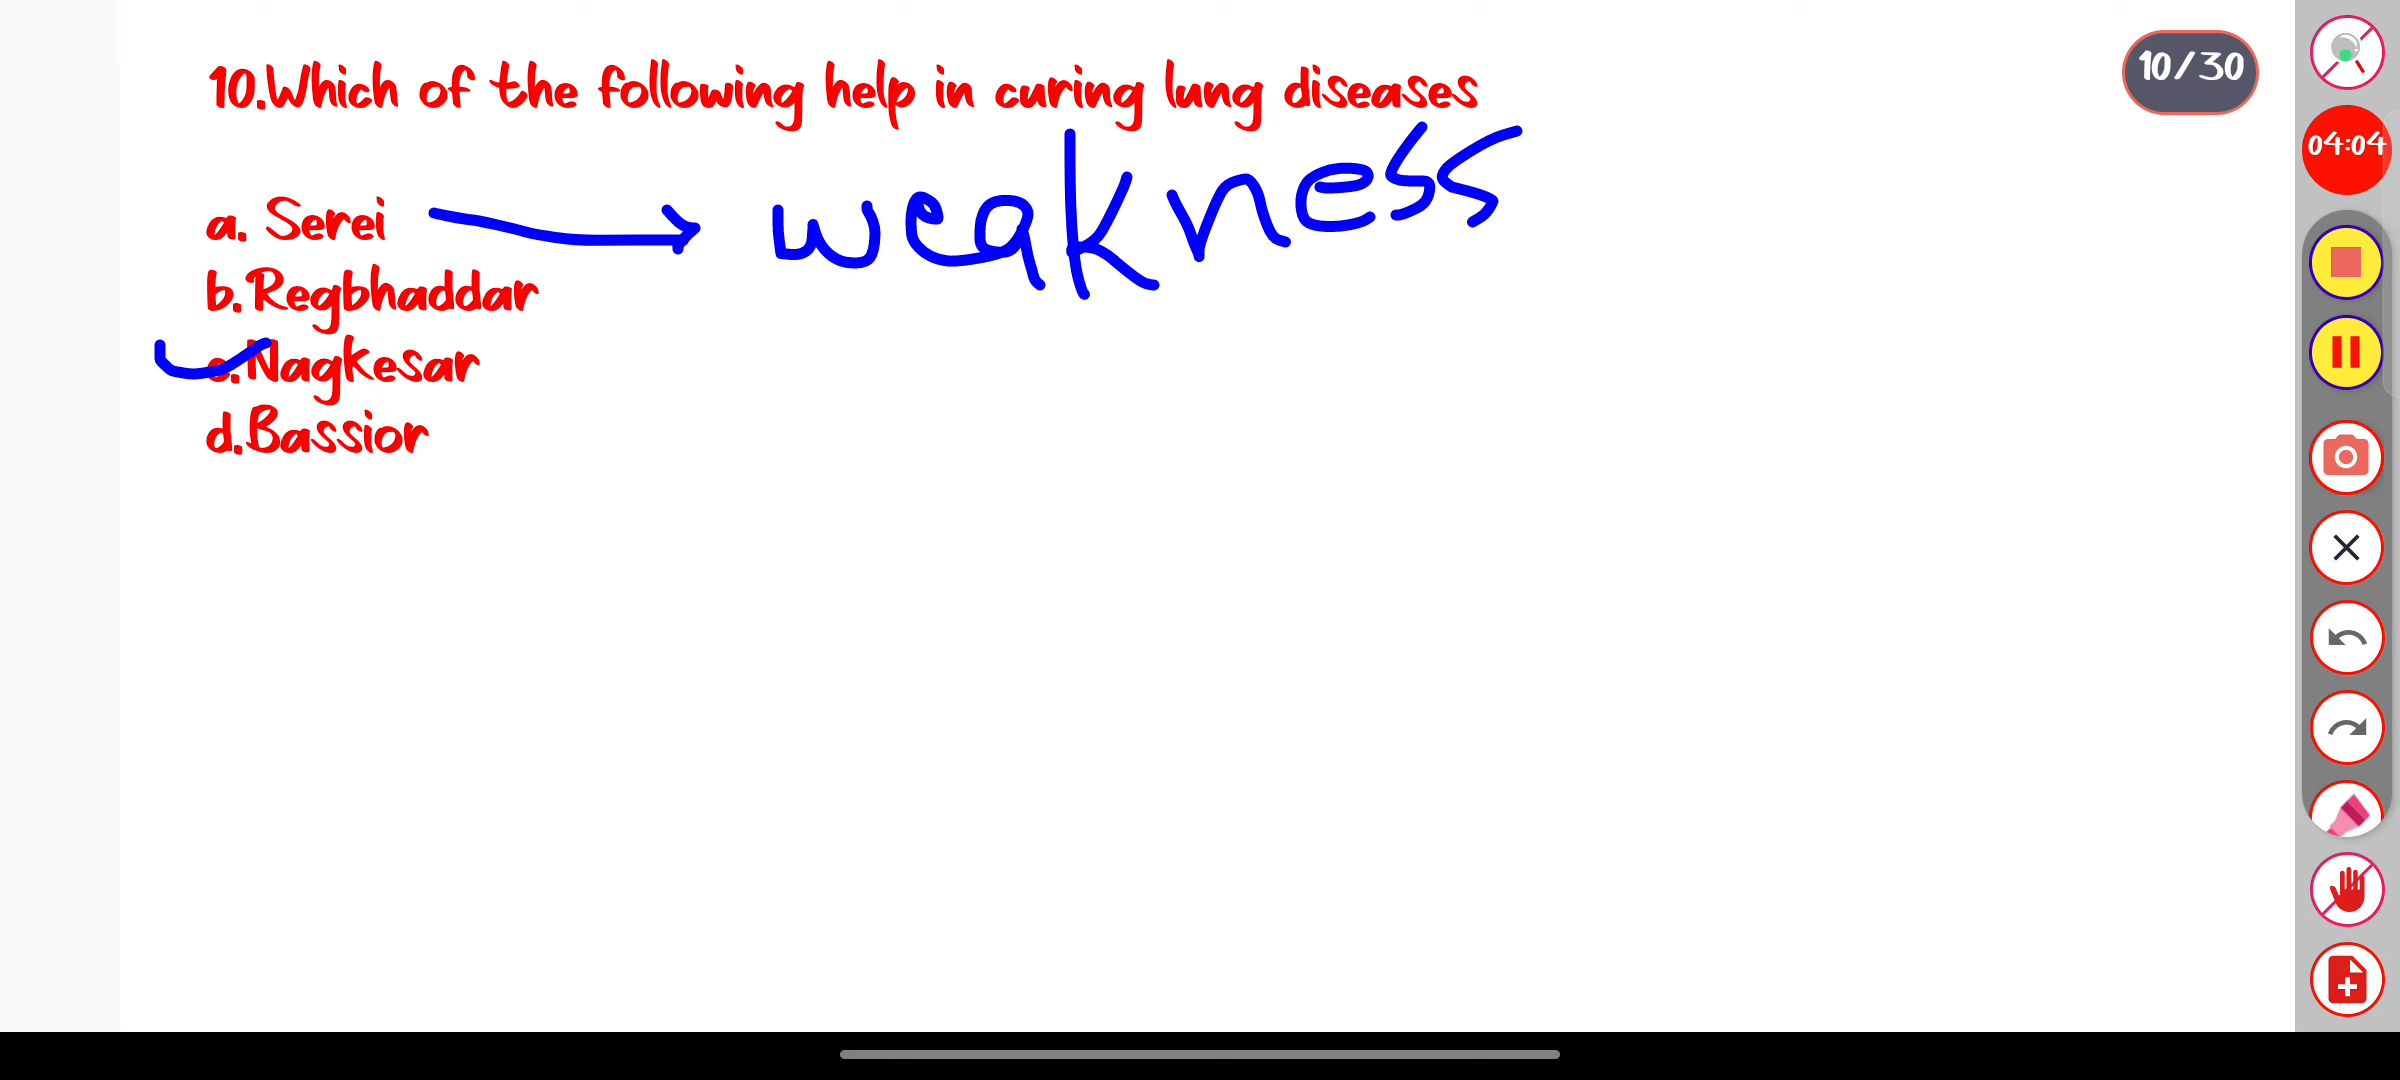 10.Which of the following help in curing lung diseases
10/30
04:04
a. Serei
weakness
b.Regbhaddar
c.Nagkesar
d.Bassior